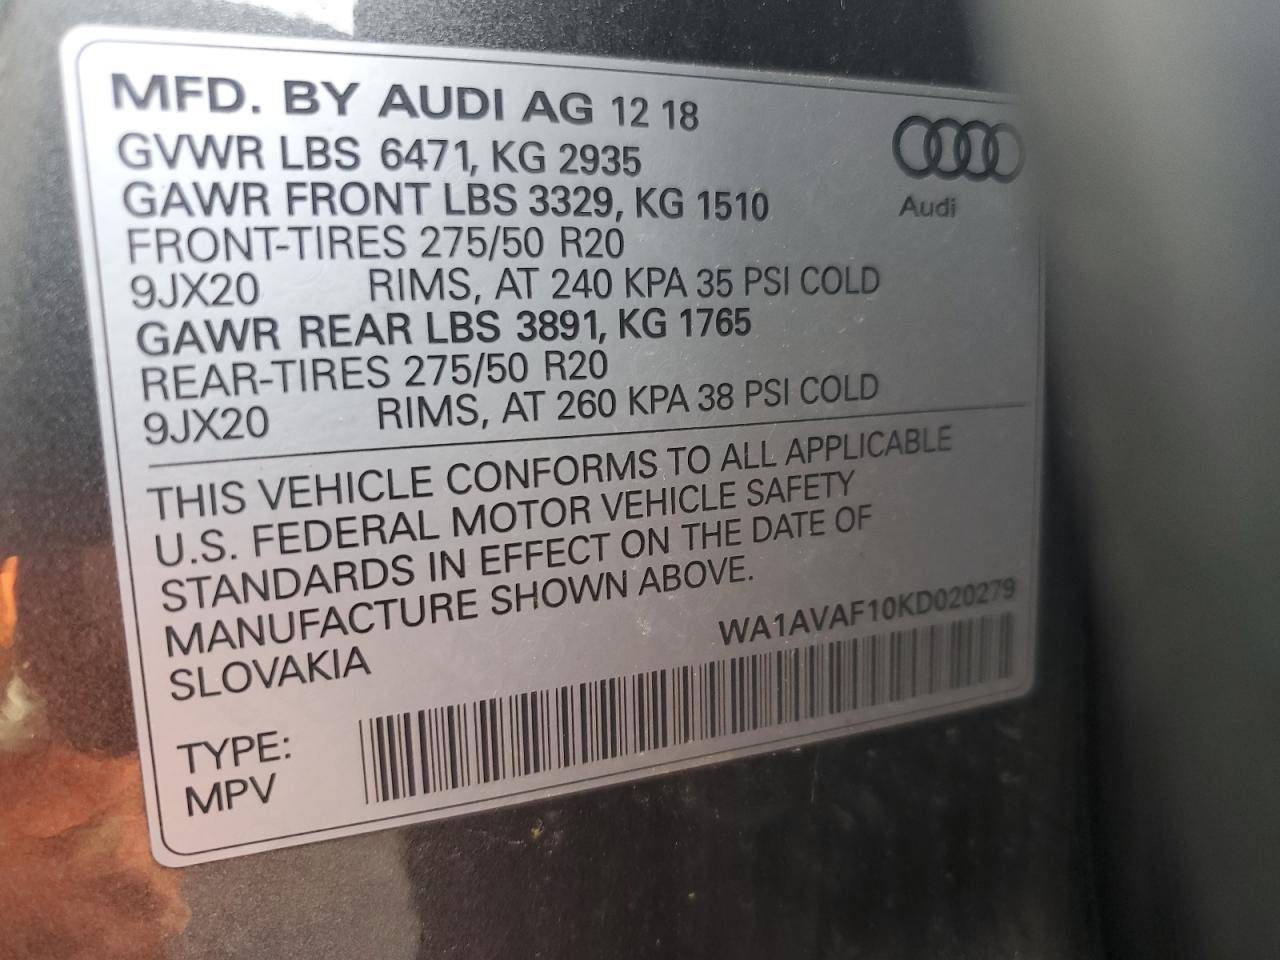 MFD. BY AUDI AG 12 18
GVWR LBS 6471, KG 2935
GAWR FRONT LBS 3329, KG 1510
FRONT-TIRES 275/50 R20
9JX20 RIMS, AT 240 KPA 35 PSI COLD
GAWR REAR LBS 3891, KG 1765
REAR-TIRES 275/50 R20
9JX20 RIMS, AT 260 KPA 38 PSI COLD
Audi
THIS VEHICLE CONFORMS TO ALL APPLICABLE
U.S. FEDERAL MOTOR VEHICLE SAFETY
STANDARDS IN EFFECT ON THE DATE OF
MANUFACTURE SHOWN ABOVE.
SLOVAKIA
WA1AVAF10KD020279
TYPE:
MPV